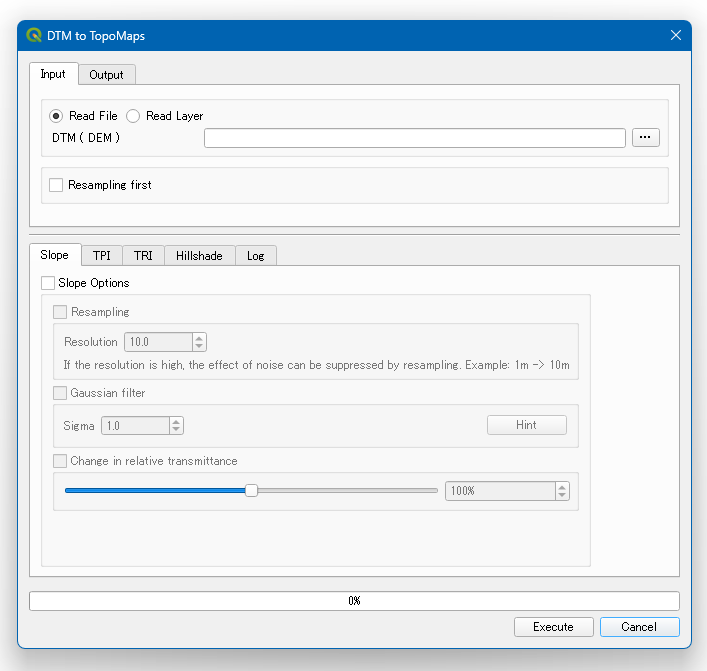 DTM to TopoMaps
Input Output
Read File Read Layer
DTM ( DEM ) ...
Resampling first
Slope TPI TRI Hillshade Log
Slope Options
Resampling
Resolution 10.0
If the resolution is high, the effect of noise can be suppressed by resampling. Example: 1m -> 10m
Gaussian filter
Sigma 1.0 Hint
Change in relative transmittance
100%
0%
Execute Cancel